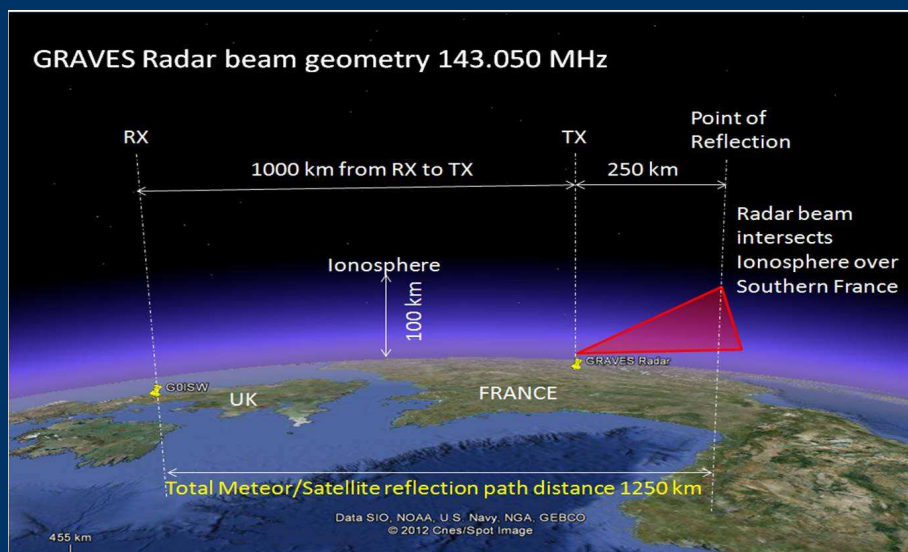 GRAVES Radar beam geometry 143.050 MHz
RX
TX
Point of
Reflection
1000 km from RX to TX
250 km
Radar beam
intersects
Ionosphere over
Southern France
Ionosphere
100 km
GRAVES Radar
G0ISW
UK
FRANCE
Total Meteor/Satellite reflection path distance 1250 km
Data SIO, NOAA, U.S. Navy, NGA, GEBCO
© 2012 Cnes/Spot Image
455 km